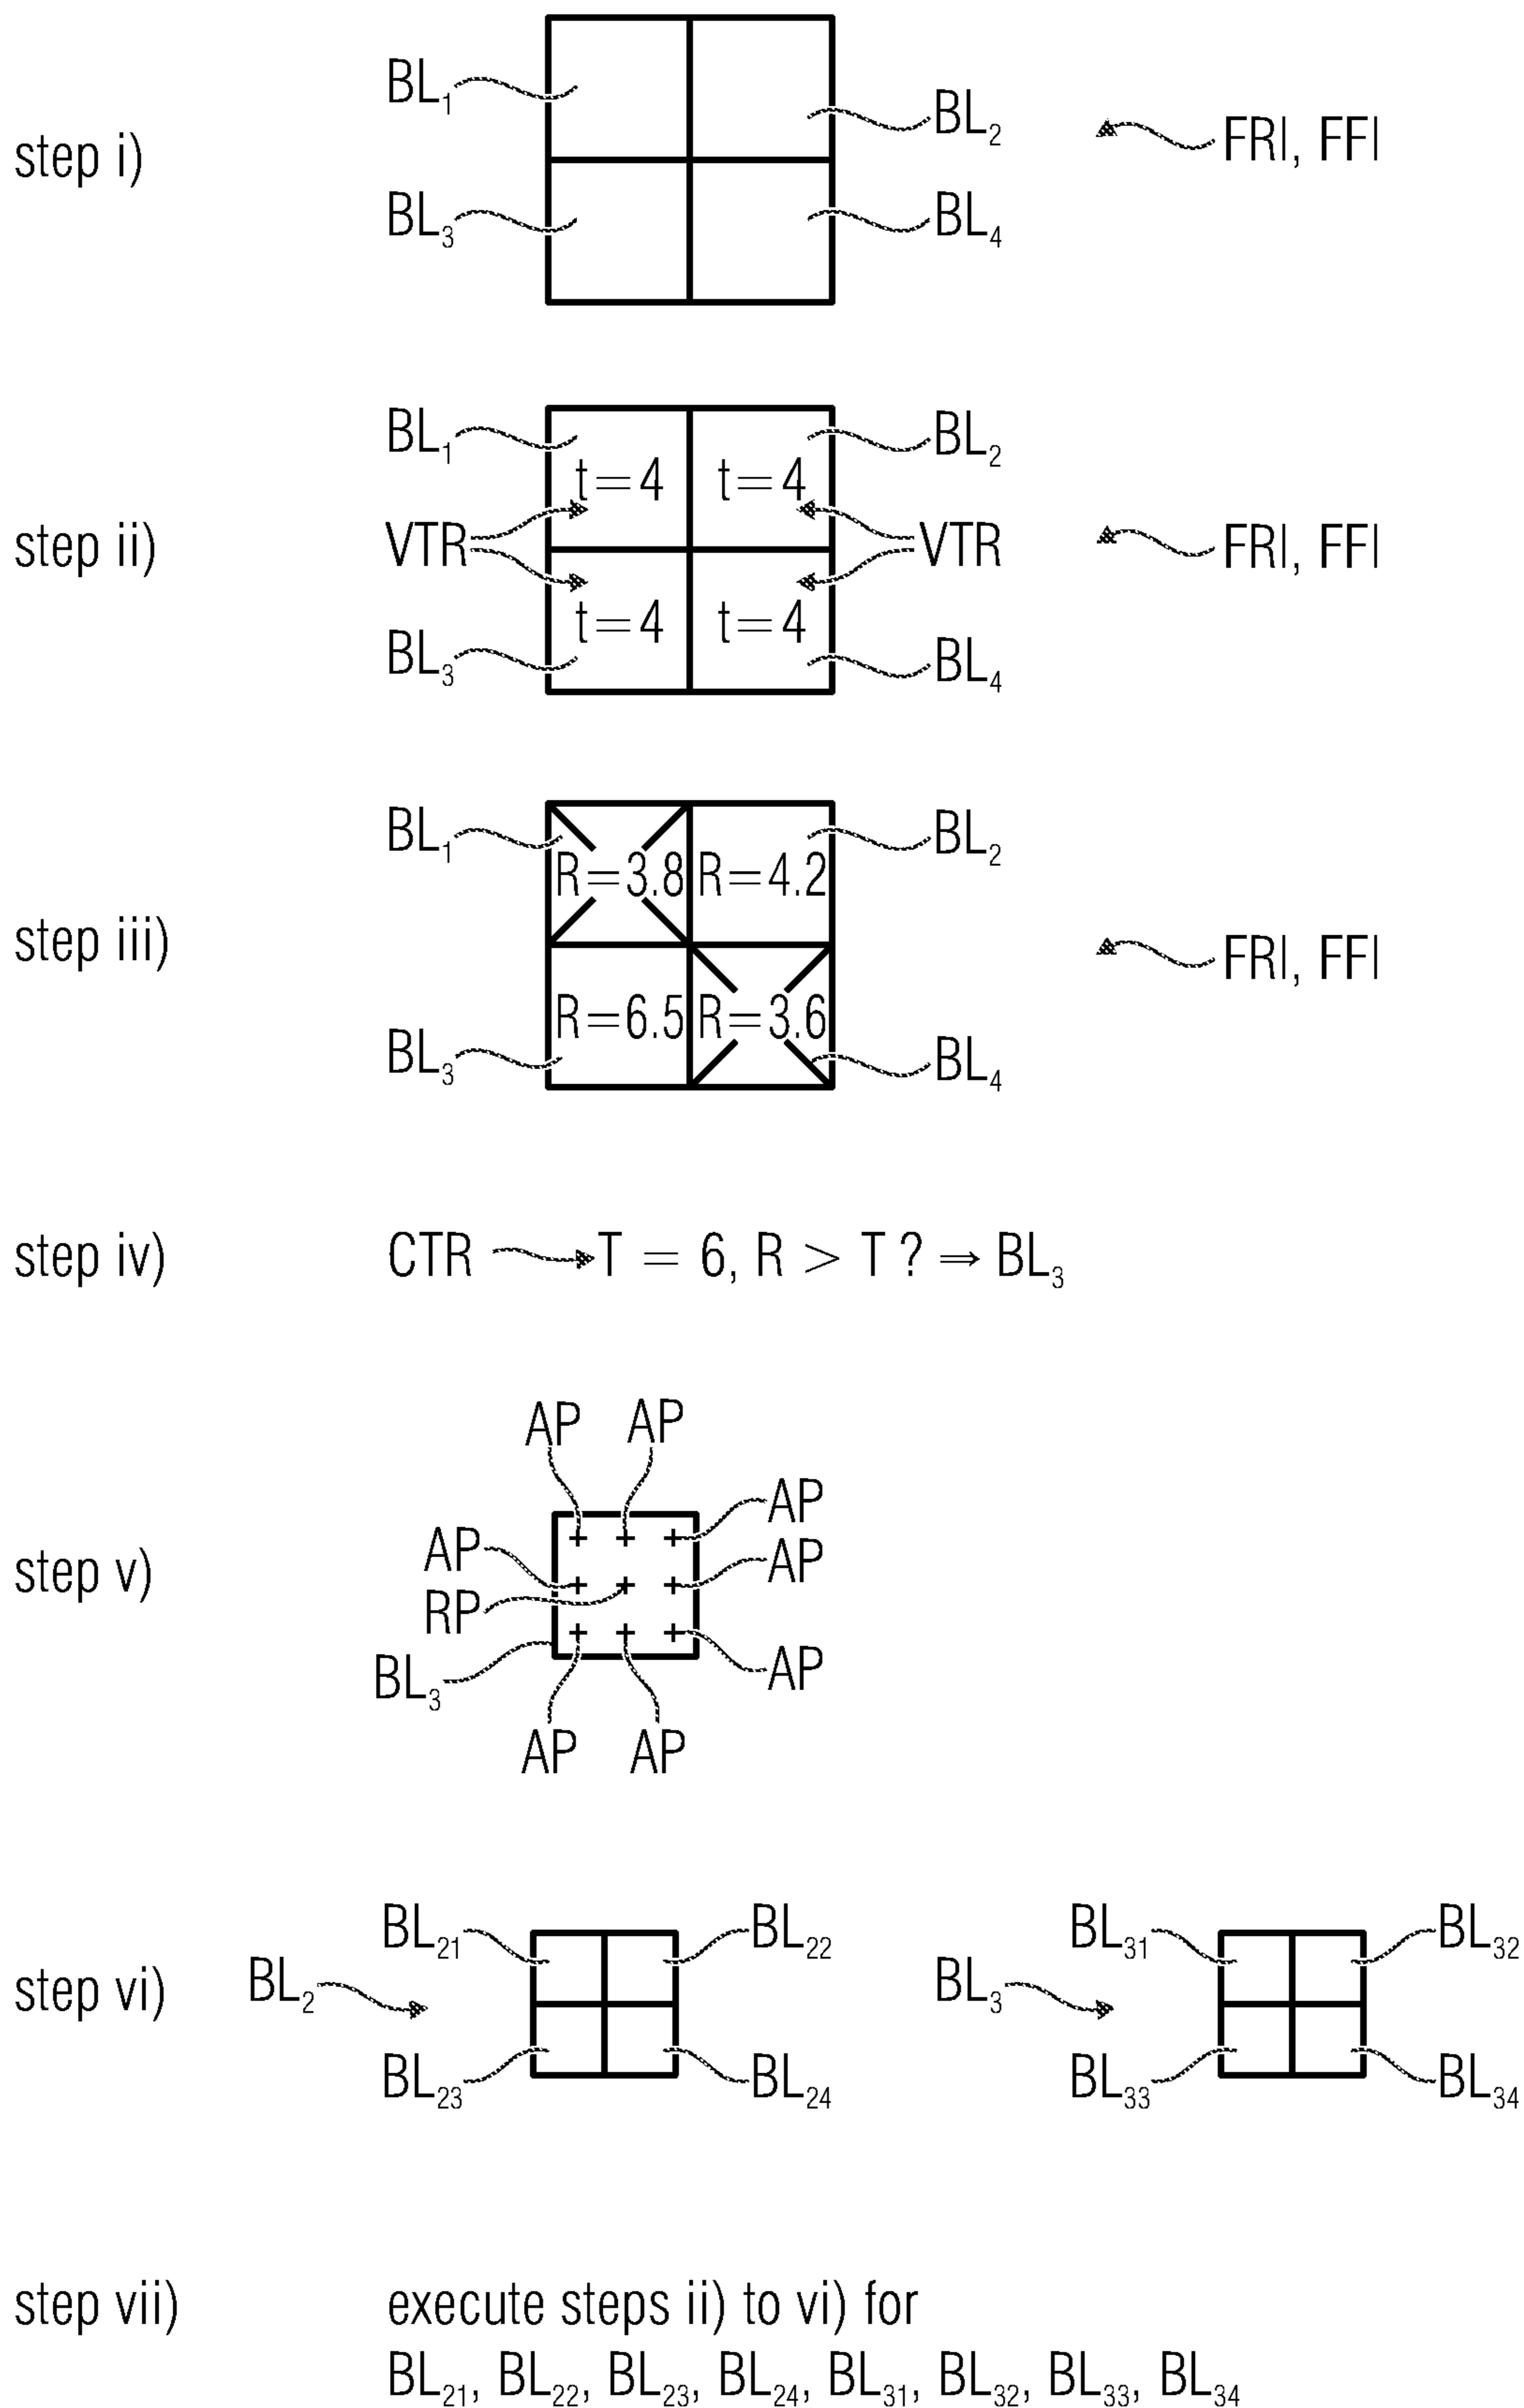 BL1
BL2
step i)
FRI, FFI
BL3
BL4
BL1
BL2
t=4 t=4
step ii)
VTR
VTR
FRI, FFI
t=4 t=4
BL3
BL4
BL1
BL2
R=3.8 R=4.2
step iii)
FRI, FFI
R=6.5 R=3.6
BL3
BL4
step iv)
CTR T = 6, R > T ? ⇒ BL3
AP AP
AP
AP
AP
step v)
RP
BL3
AP
AP AP
BL21
BL22
BL31
BL32
step vi)
BL2
BL3
BL23
BL24
BL33
BL34
step vii) execute steps ii) to vi) for
BL21, BL22, BL23, BL24, BL31, BL32, BL33, BL34